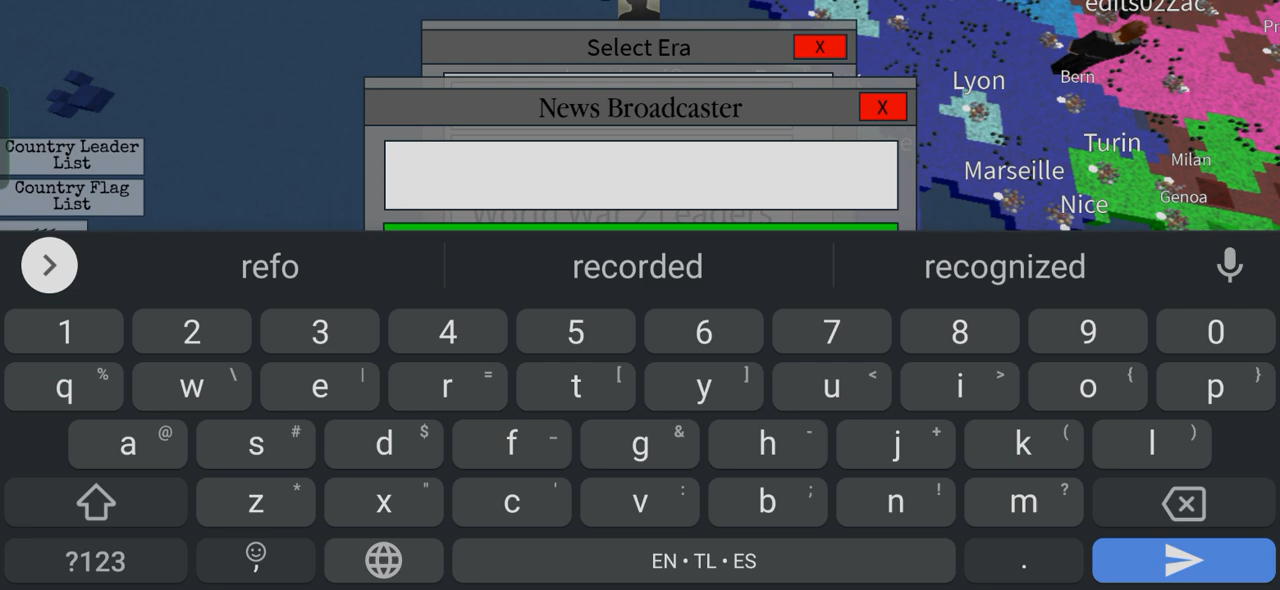 edits02Zac
Select Era
X
News Broadcaster
X
Lyon
Bern
Country Leader
List
Turin
Milan
Marseille
Country Flag
List
Nice
Genoa
World War 2 Leaders
refo
recorded
recognized
1 2 3 4 5 6 7 8 9 0
q % w \ e | r = t [ y ] u < i > o { p }
a @ s # d $ f _ g & h - j + k ( l )
z * x " c ' v : b ; n ! m ?
?123 , EN • TL • ES .